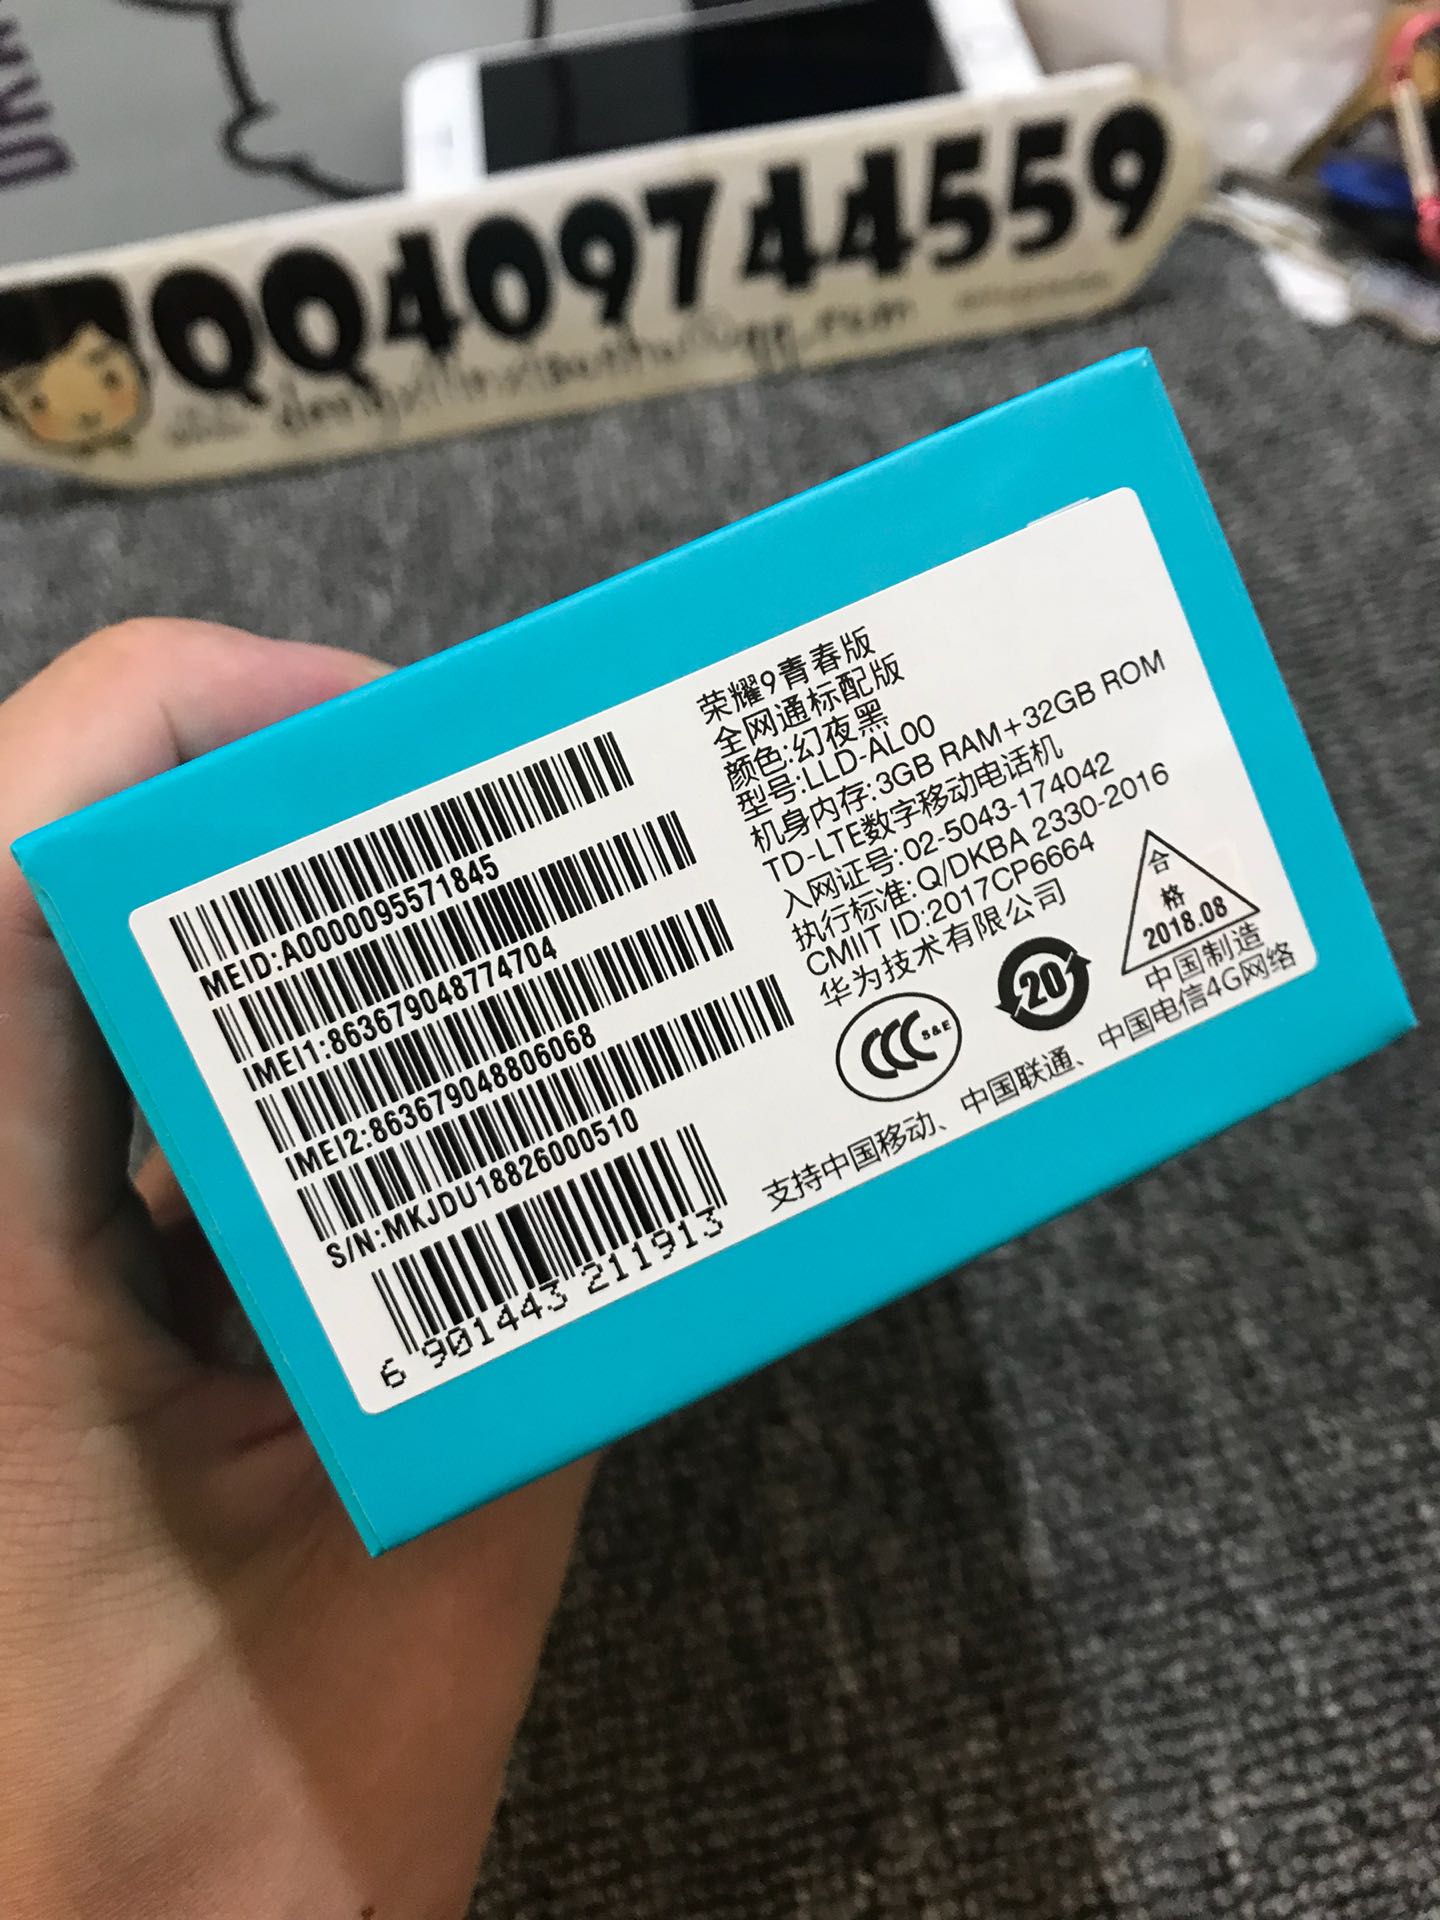 QQ409744559
MEID:A0000095571845
IMEI1:863679048774704
IMEI2:863679048806068
S/N:MKJDU18826000510
6 901443 211913
荣耀9青春版
全网通标配版
颜色:幻夜黑
型号:LLD-AL00
机身内存:3GB RAM+32GB ROM
TD-LTE数字移动电话机
入网证号:02-5043-174042
执行标准:Q/DKBA 2330-2016
CMIIT ID:2017CP6664
华为技术有限公司
CCC S&E
20
合
格
2018.08
中国制造
支持中国移动、中国联通、中国电信4G网络